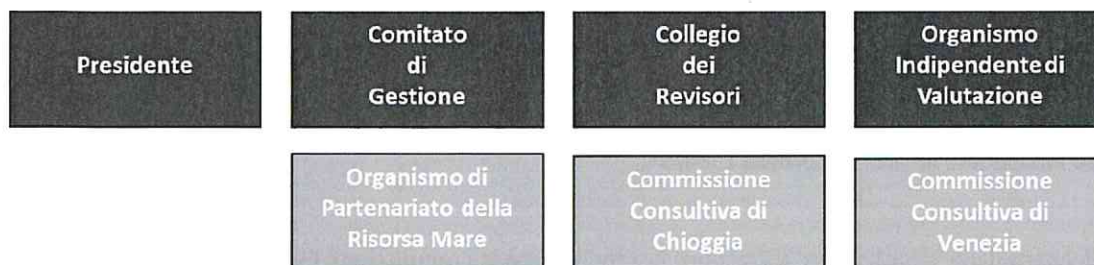 Presidente
Comitato
di
Gestione
Collegio
dei
Revisori
Organismo
Indipendente di
Valutazione
Organismo di
Partenariato della
Risorsa Mare
Commissione
Consultiva di
Chioggia
Commissione
Consultiva di
Venezia